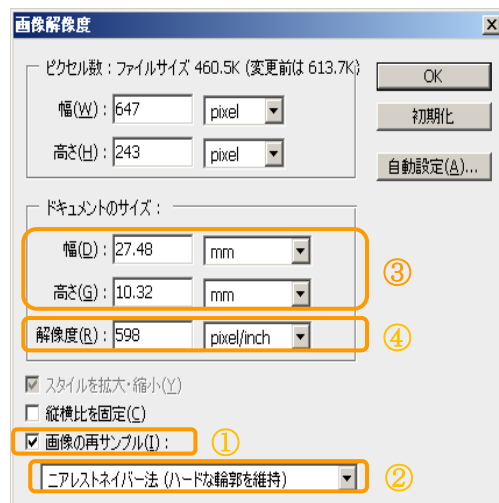 画像解像度
ピクセル数：ファイルサイズ 460.5K (変更前は 613.7K)
OK
幅(W)：647 pixel
初期化
高さ(H)：243 pixel
自動設定(A)...
ドキュメントのサイズ：
幅(D)：27.48 mm
③
高さ(G)：10.32 mm
解像度(R)：598 pixel/inch ④
スタイルを拡大・縮小(Y)
縦横比を固定(C)
画像の再サンプル(I)： ①
ニアレストネイバー法 (ハードな輪郭を維持) ②